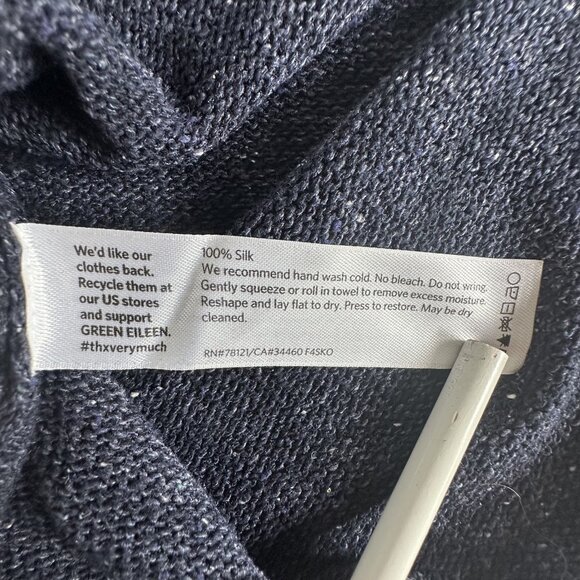 We'd like our
clothes back.
Recycle them at
our US stores
and support
GREEN EILEEN.
#thxverymuch
100% Silk
We recommend hand wash cold. No bleach. Do not wring.
Gently squeeze or roll in towel to remove excess moisture.
Reshape and lay flat to dry. Press to restore. May be dry
cleaned.
RN#78121/CA#34460 F4SKO